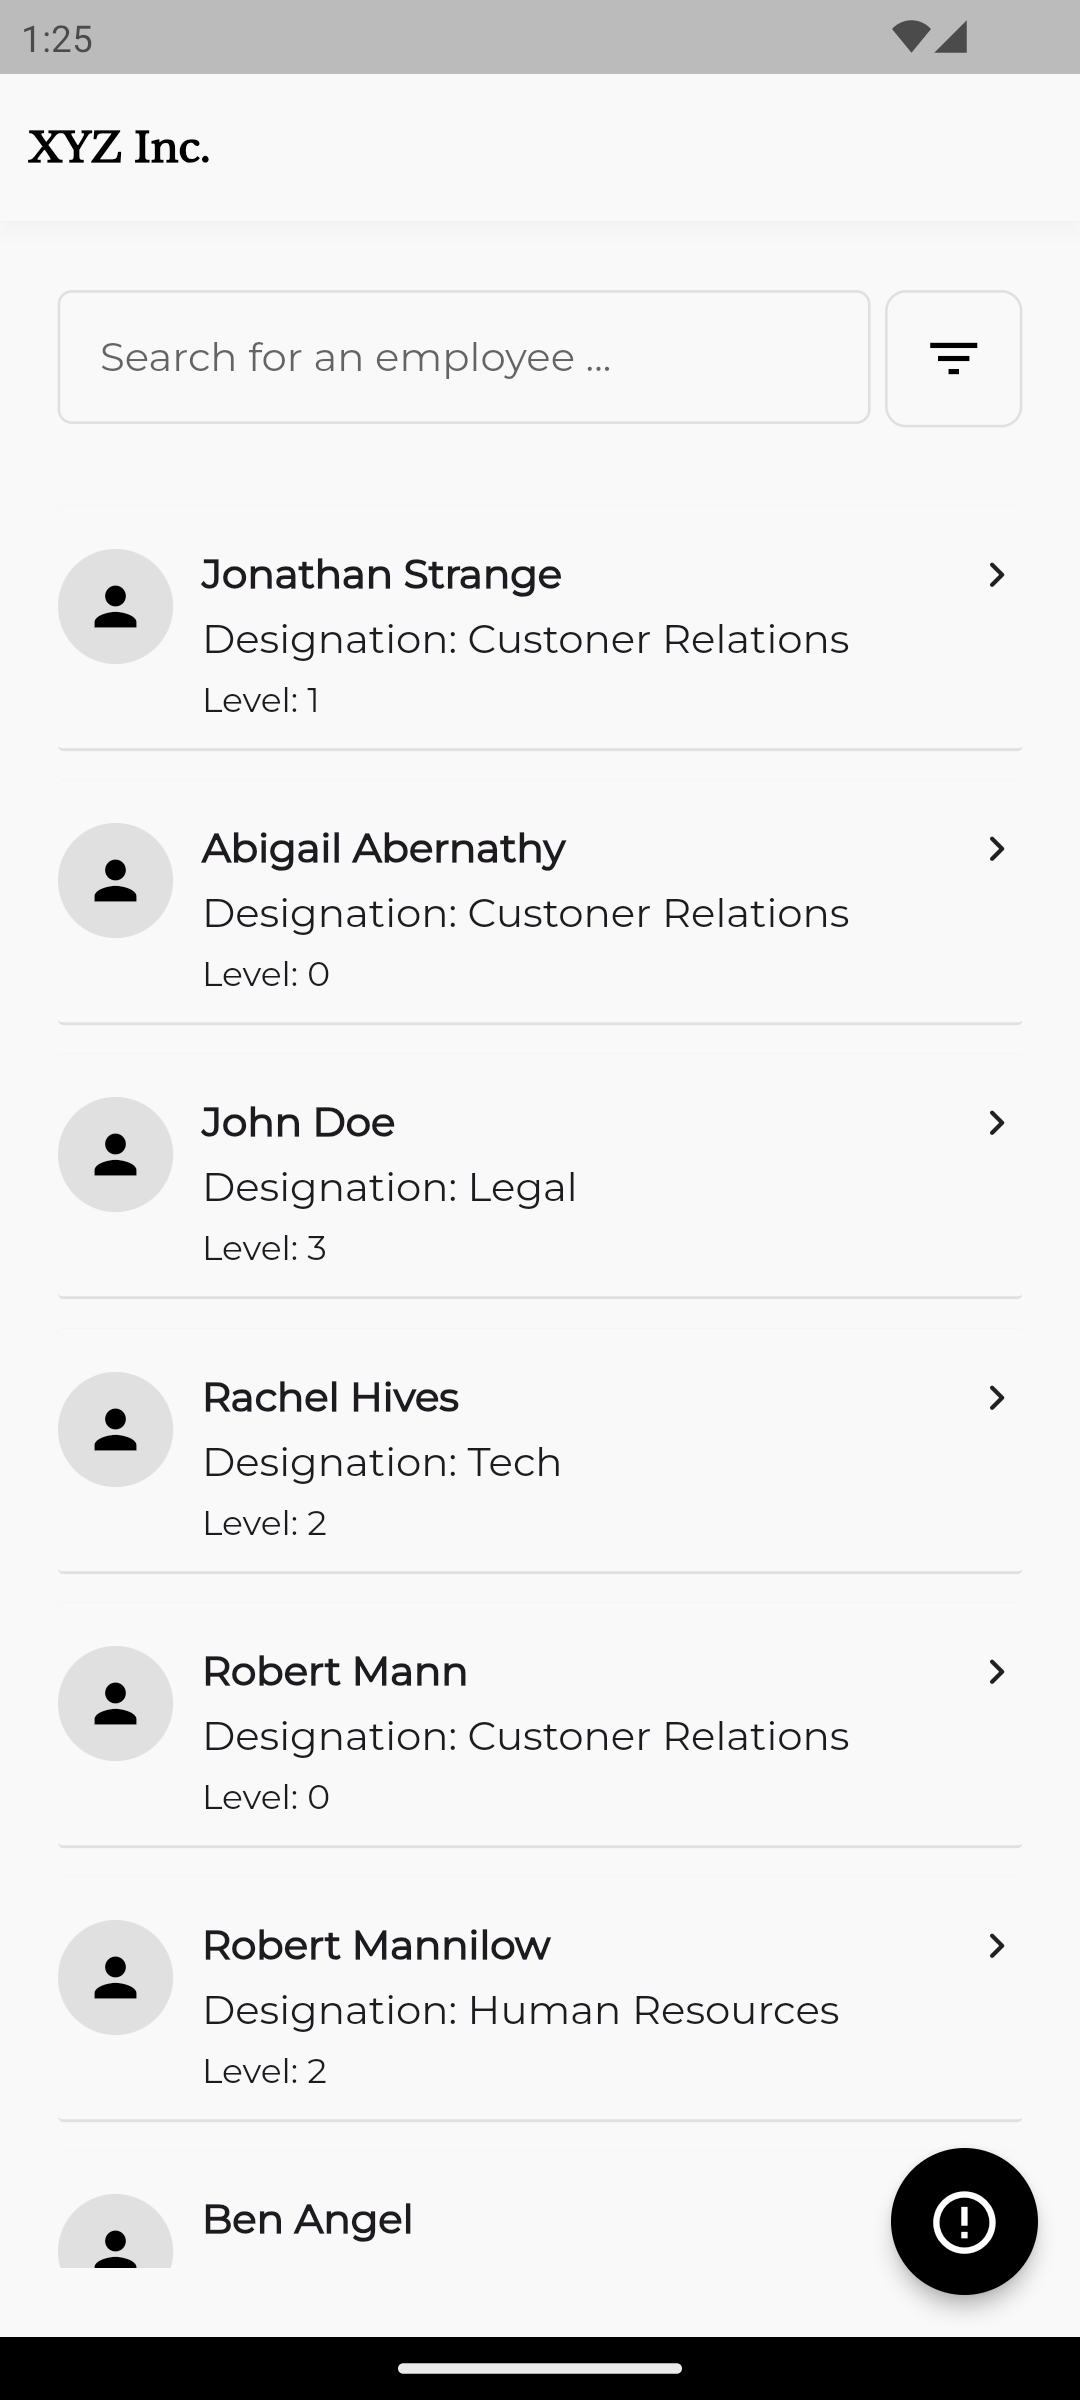 1:25
XYZ Inc.
Search for an employee ...
Jonathan Strange
Designation: Custoner Relations
Level: 1
Abigail Abernathy
Designation: Custoner Relations
Level: 0
John Doe
Designation: Legal
Level: 3
Rachel Hives
Designation: Tech
Level: 2
Robert Mann
Designation: Custoner Relations
Level: 0
Robert Mannilow
Designation: Human Resources
Level: 2
Ben Angel